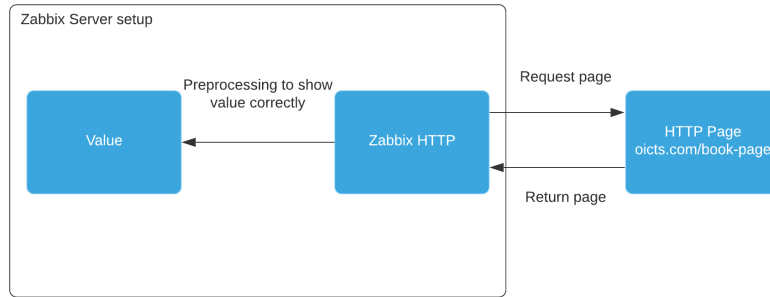 Zabbix Server setup
Preprocessing to show
value correctly
Request page
Value
Zabbix HTTP
HTTP Page
oicts.com/book-page
Return page